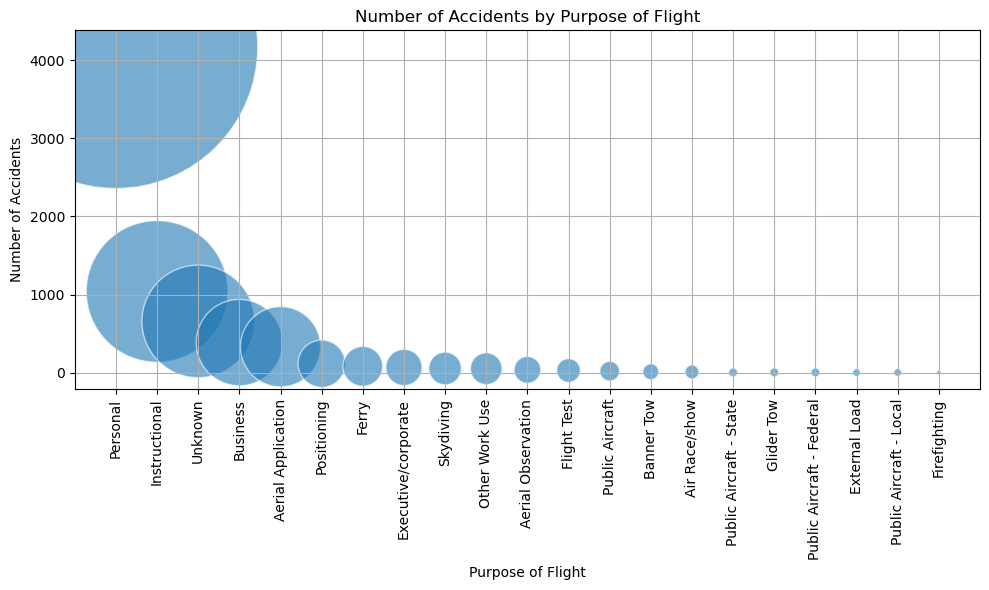 Number of Accidents by Purpose of Flight
Number of Accidents
4000
3000
2000
1000
0
Personal
Instructional
Unknown
Business
Aerial Application
Positioning
Ferry
Executive/corporate
Skydiving
Other Work Use
Aerial Observation
Flight Test
Public Aircraft
Banner Tow
Air Race/show
Public Aircraft - State
Glider Tow
Public Aircraft - Federal
External Load
Public Aircraft - Local
Firefighting
Purpose of Flight